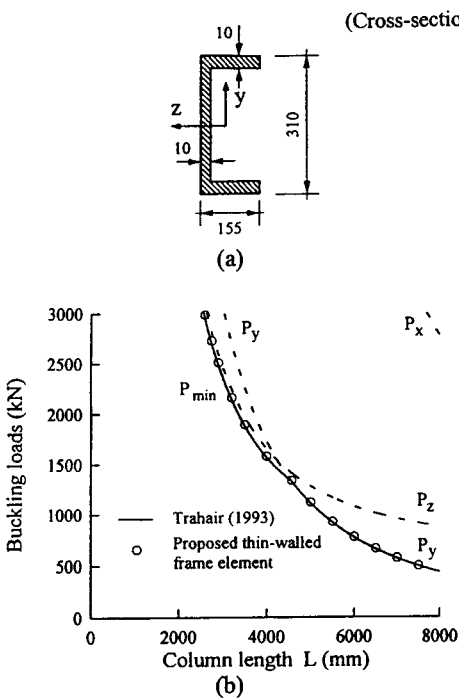 (Cross-sectio
10
y
z
10
310
155
(a)
3000
2500
2000
1500
1000
500
0
Buckling loads (kN)
P_y
P_x
P_min
P_z
P_y
Trahair (1993)
Proposed thin-walled
frame element
0 2000 4000 6000 8000
Column length L (mm)
(b)